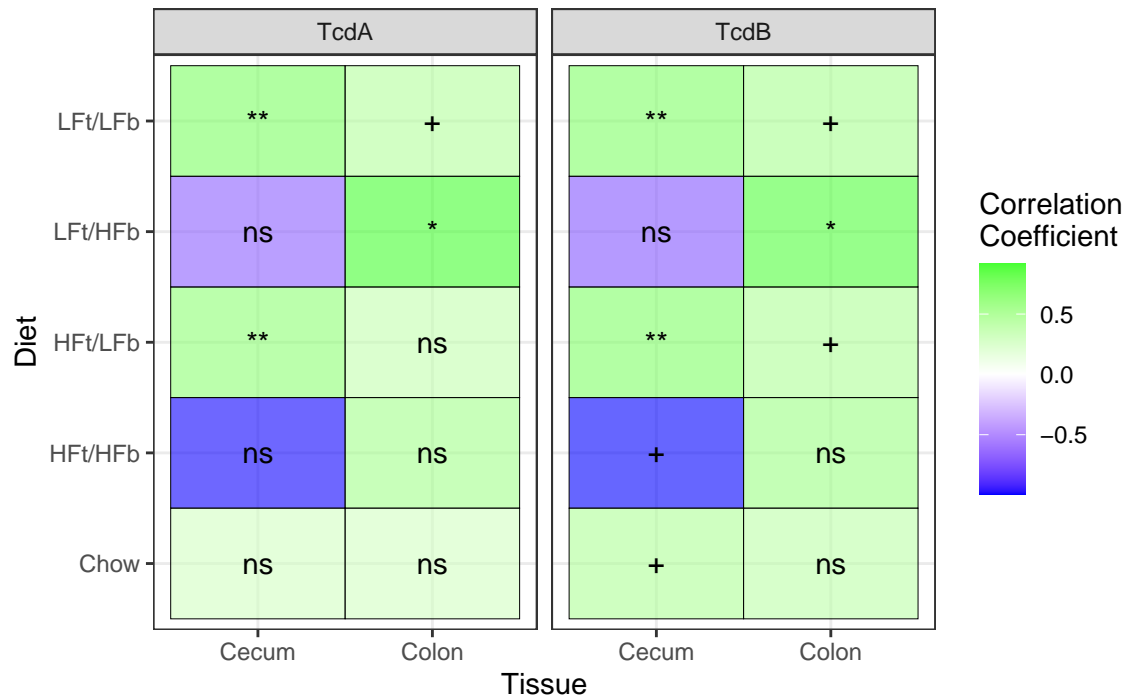 TcdA TcdB
LFt/LFb ** + ** +
LFt/HFb ns * ns *
HFt/LFb ** ns ** +
HFt/HFb ns ns + ns
Chow ns ns + ns
Cecum Colon Cecum Colon
Tissue
Diet
Correlation
Coefficient
0.5
0.0
−0.5